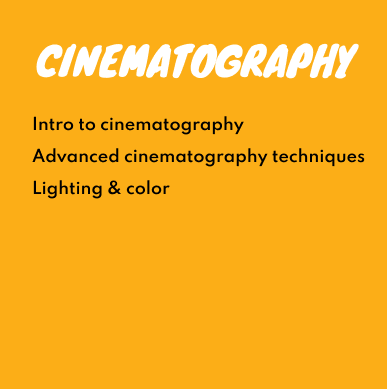 CINEMATOGRAPHY
Intro to cinematography
Advanced cinematography techniques
Lighting & color